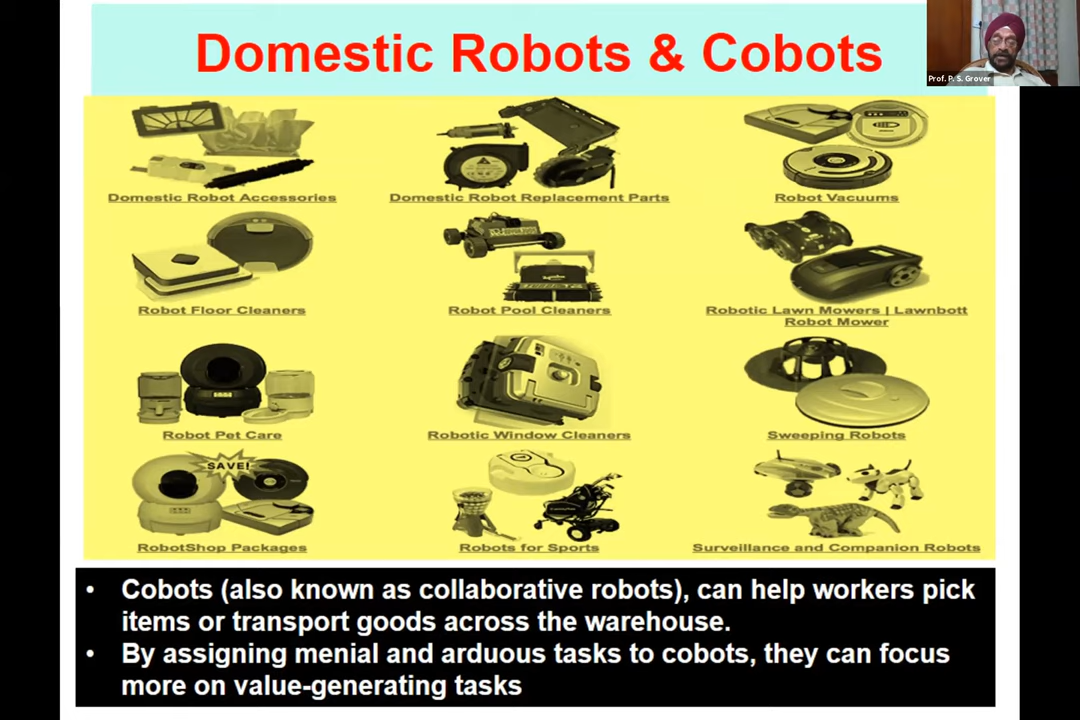 Domestic Robots & Cobots
Prof. P. S. Grover
Domestic Robot Accessories
Domestic Robot Replacement Parts
Robot Vacuums
Robot Floor Cleaners
Robot Pool Cleaners
Robotic Lawn Mowers | Lawnbott
Robot Mower
Robot Pet Care
Robotic Window Cleaners
Sweeping Robots
SAVE!
RobotShop Packages
Robots for Sports
Surveillance and Companion Robots
• Cobots (also known as collaborative robots), can help workers pick
items or transport goods across the warehouse.
• By assigning menial and arduous tasks to cobots, they can focus
more on value-generating tasks